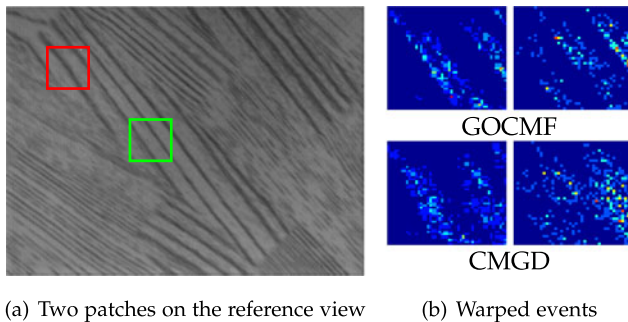 GOCMF
CMGD
(a) Two patches on the reference view
(b) Warped events